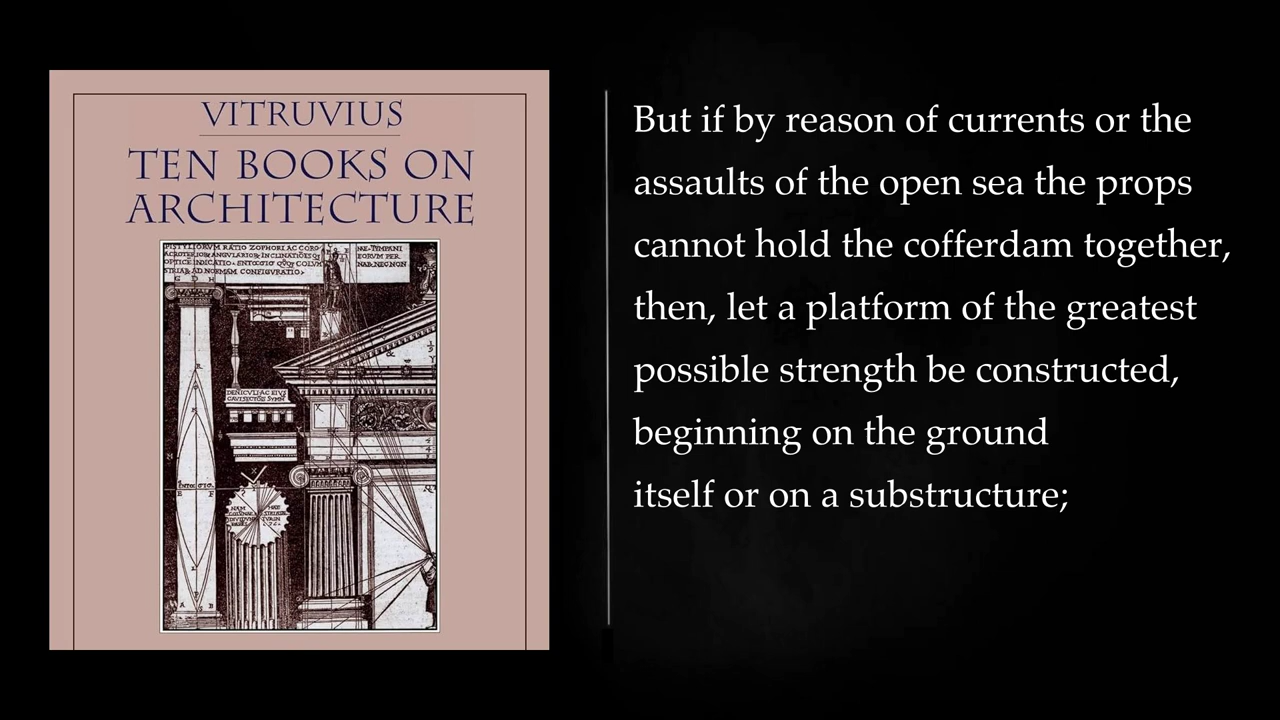 VITRUVIUS
TEN BOOKS ON
ARCHITECTURE
But if by reason of currents or the
assaults of the open sea the props
cannot hold the cofferdam together,
then, let a platform of the greatest
possible strength be constructed,
beginning on the ground
itself or on a substructure;